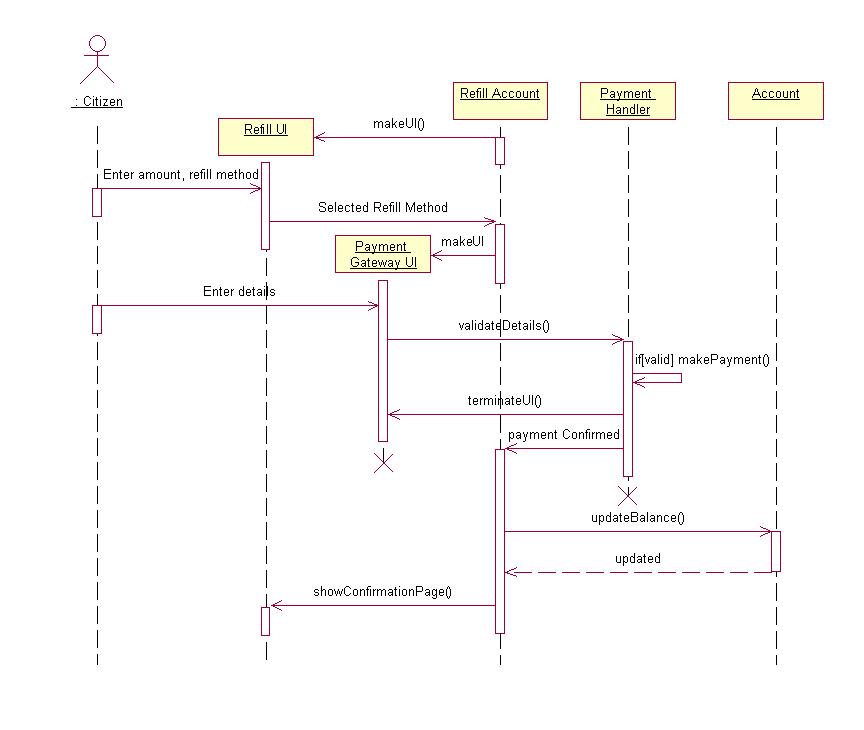 : Citizen
Refill Account
Payment
Handler
Account
Refill UI
makeUI()
Enter amount, refill method
Selected Refill Method
Payment
Gateway UI
makeUI
Enter details
validateDetails()
if[valid] makePayment()
terminateUI()
payment Confirmed
updateBalance()
updated
showConfirmationPage()